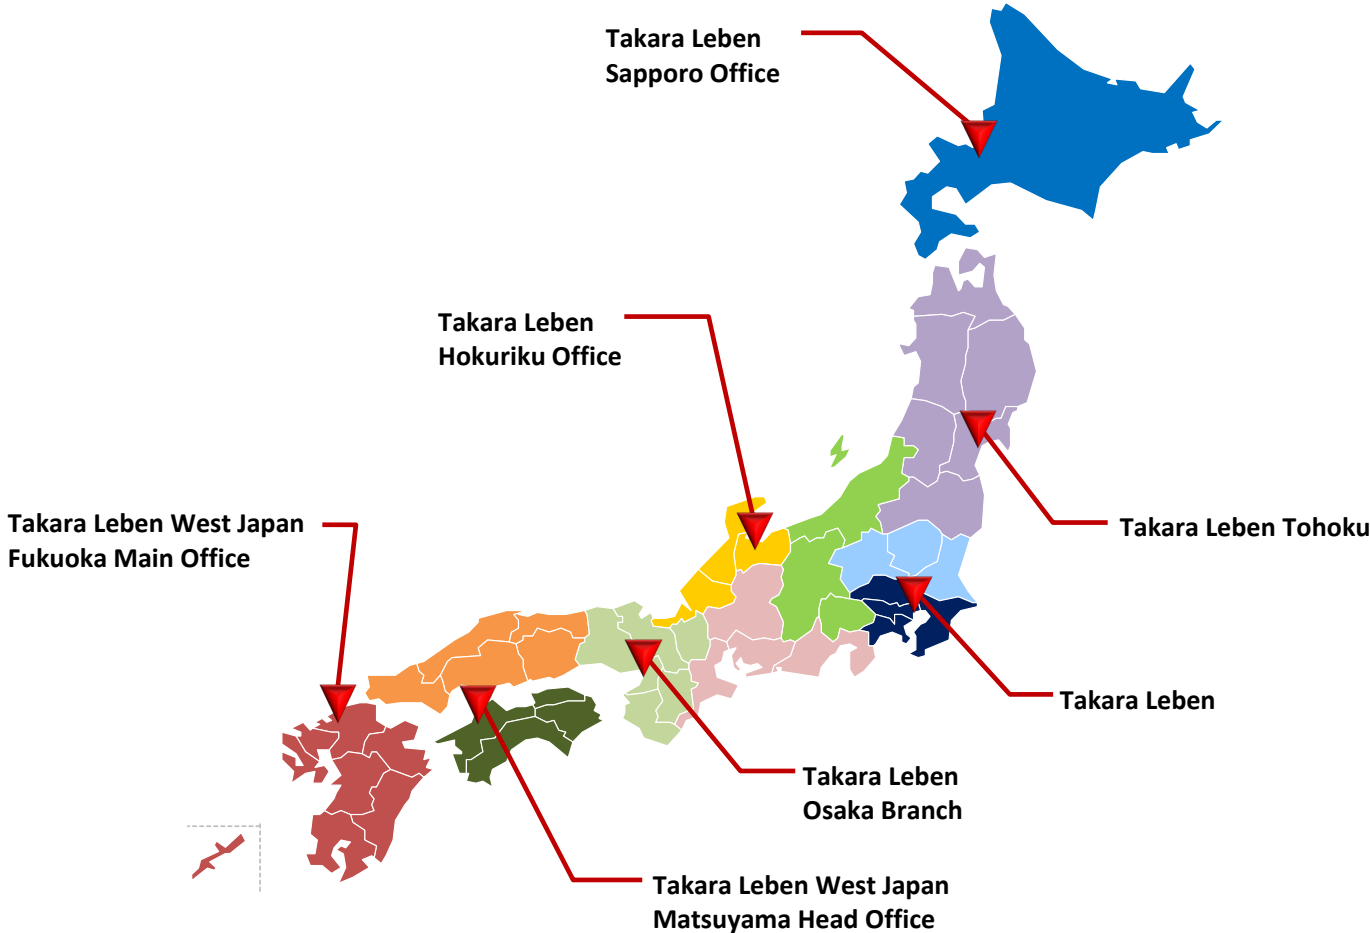 Takara Leben
Sapporo Office
Takara Leben
Hokuriku Office
Takara Leben West Japan
Fukuoka Main Office
Takara Leben Tohoku
Takara Leben
Takara Leben
Osaka Branch
Takara Leben West Japan
Matsuyama Head Office